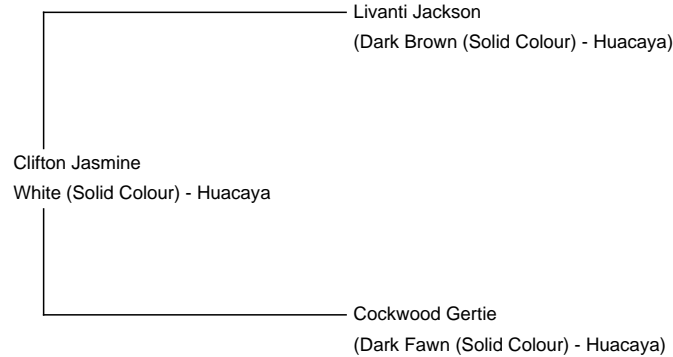 Livanti Jackson
(Dark Brown (Solid Colour) - Huacaya)
Clifton Jasmine
White (Solid Colour) - Huacaya
Cockwood Gertie
(Dark Fawn (Solid Colour) - Huacaya)